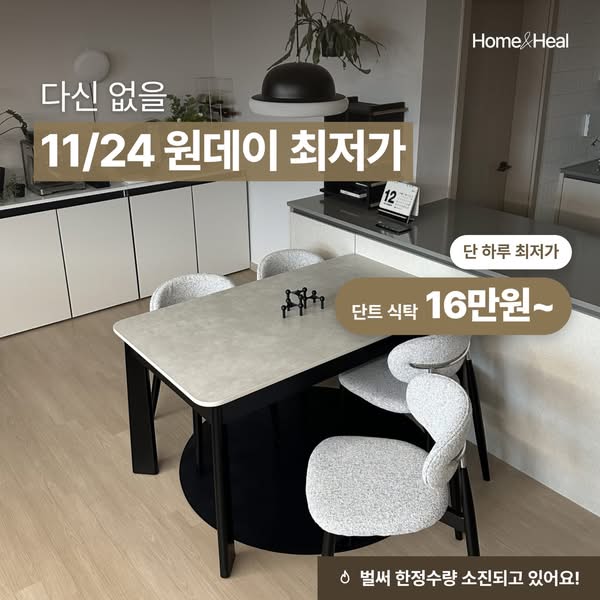 Home&Heal
다신 없을
11/24 원데이 최저가
12
단 하루 최저가
단트 식탁 16만원~
벌써 한정수량 소진되고 있어요!